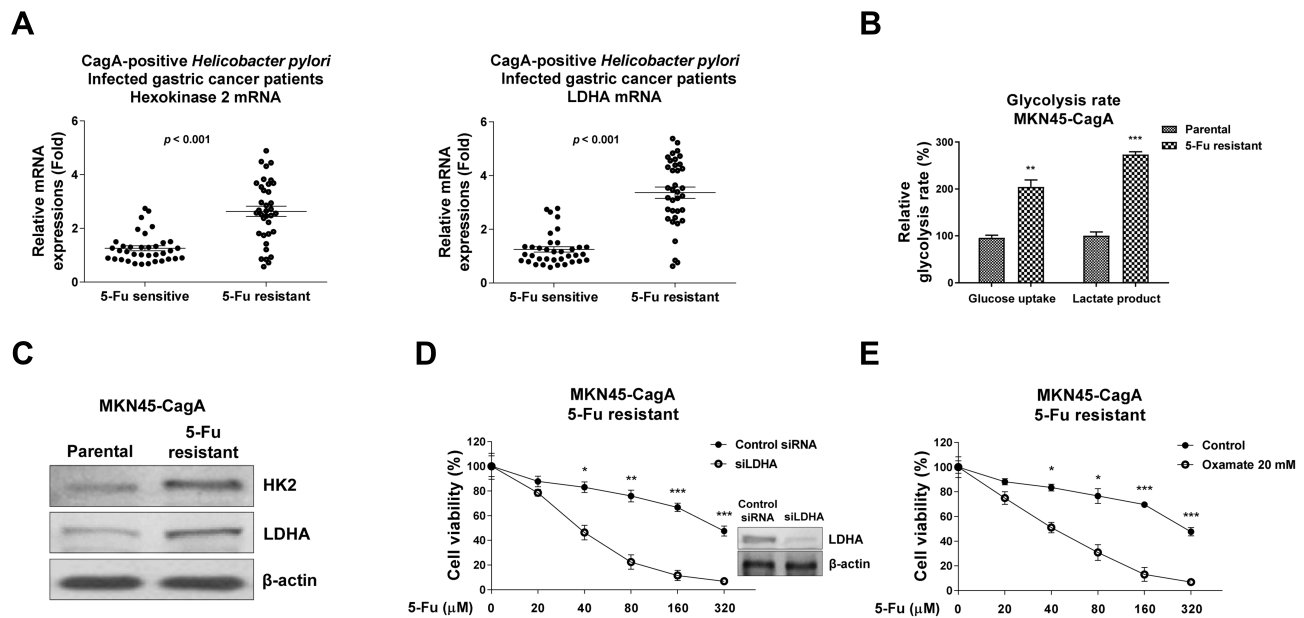 A
CagA-positive Helicobacter pylori
Infected gastric cancer patients
Hexokinase 2 mRNA
Relative mRNA
expressions (Fold)
6
4
2
0
p < 0.001
5-Fu sensitive
5-Fu resistant
CagA-positive Helicobacter pylori
Infected gastric cancer patients
LDHA mRNA
Relative mRNA
expressions (Fold)
6
4
2
0
p < 0.001
5-Fu sensitive
5-Fu resistant
B
Glycolysis rate
MKN45-CagA
Parental
5-Fu resistant
Relative
glycolysis rate (%)
300
200
100
0
**
***
Glucose uptake
Lactate product
C
MKN45-CagA
Parental
5-Fu
resistant
HK2
LDHA
β-actin
D
MKN45-CagA
5-Fu resistant
Control siRNA
siLDHA
Cell viability (%)
120
100
80
60
40
20
0
*
**
***
***
5-Fu (μM)
0 20 40 80 160 320
Control
siRNA
siLDHA
LDHA
β-actin
E
MKN45-CagA
5-Fu resistant
Control
Oxamate 20 mM
Cell viability (%)
120
100
80
60
40
20
0
*
*
***
***
5-Fu (μM)
0 20 40 80 160 320